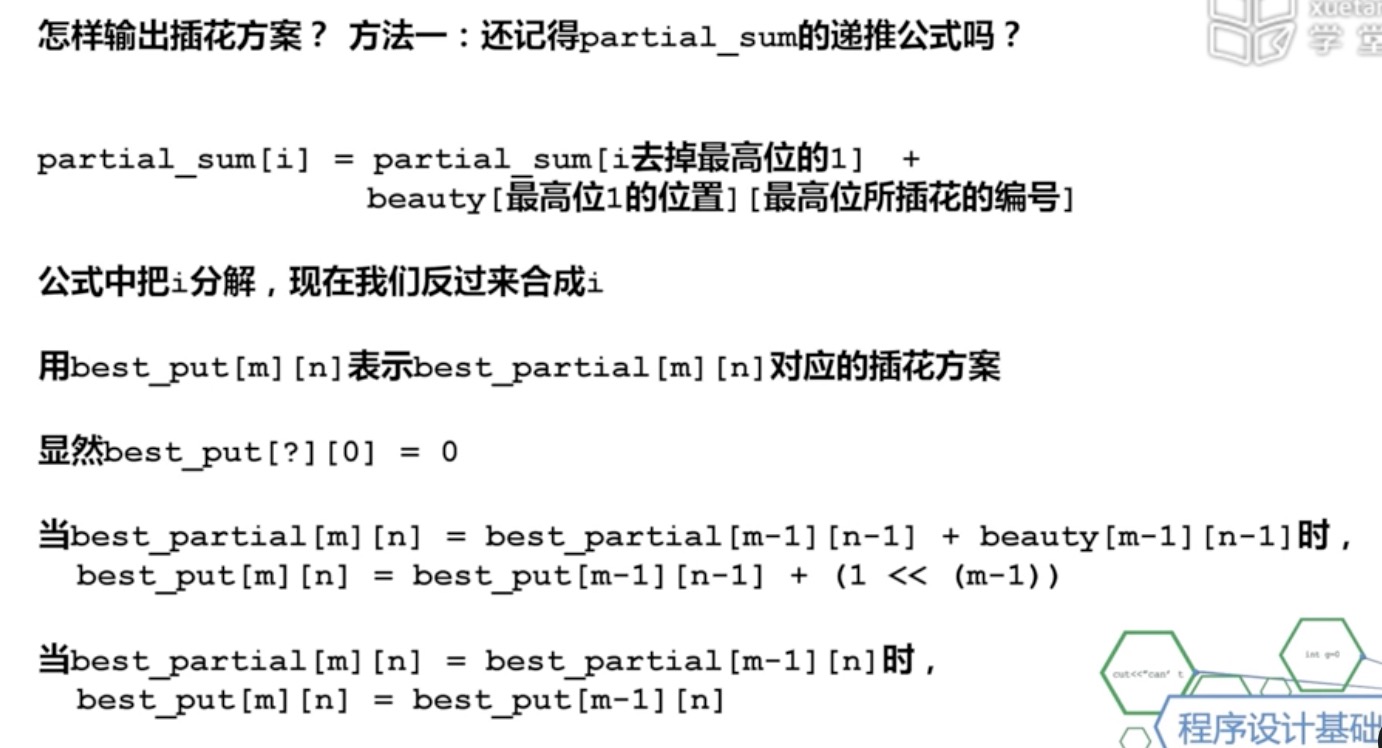 怎样输出插花方案？ 方法一：还记得partial_sum的递推公式吗？
partial_sum[i] = partial_sum[i去掉最高位的1] +
beauty[最高位1的位置][最高位所插花的编号]
公式中把i分解，现在我们反过来合成i
用best_put[m][n]表示best_partial[m][n]对应的插花方案
显然best_put[?][0] = 0
当best_partial[m][n] = best_partial[m-1][n-1] + beauty[m-1][n-1]时，
best_put[m][n] = best_put[m-1][n-1] + (1 << (m-1))
当best_partial[m][n] = best_partial[m-1][n]时，
best_put[m][n] = best_put[m-1][n]
学堂
int g=0
cut<<"can' t
程序设计基础